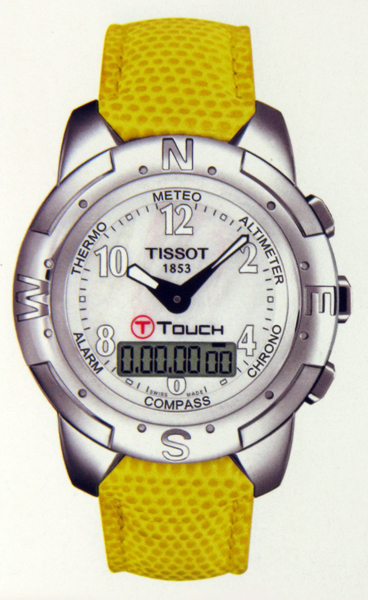 N
METEO
12
THERMO
ALTIMETER
TISSOT
1853
10
2
W
E
T TOUCH
8
4
0.00.00 00
ALARM
CHRONO
6
SWISS MADE
COMPASS
S